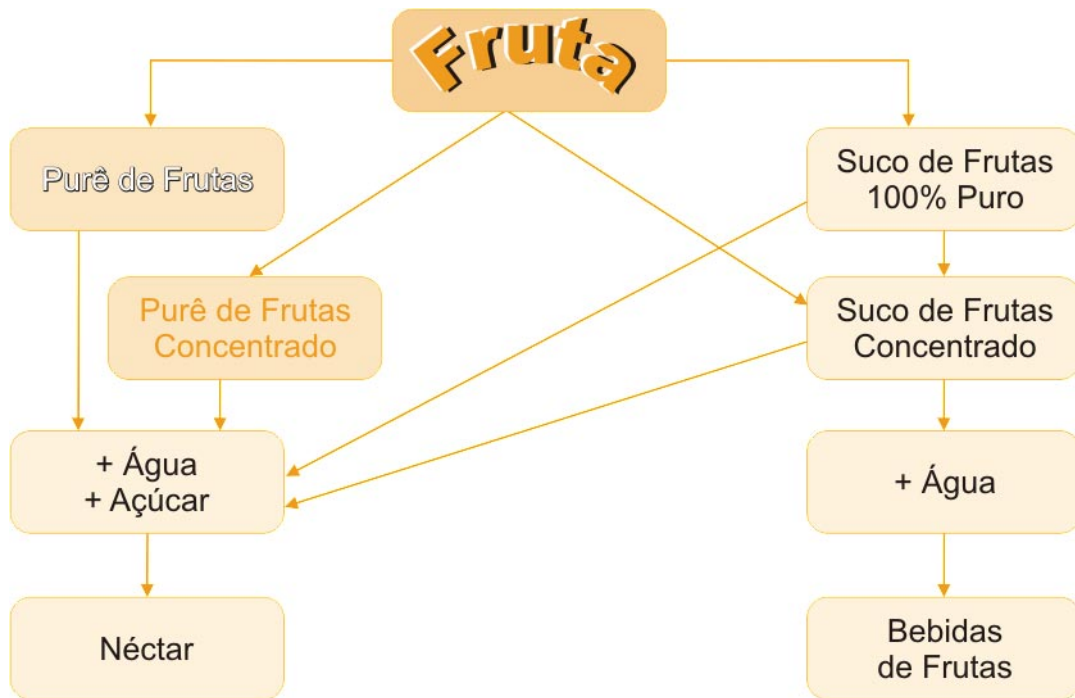 Fruta
Purê de Frutas
Suco de Frutas
100% Puro
Purê de Frutas
Concentrado
Suco de Frutas
Concentrado
+ Água
+ Açúcar
+ Água
Néctar
Bebidas
de Frutas